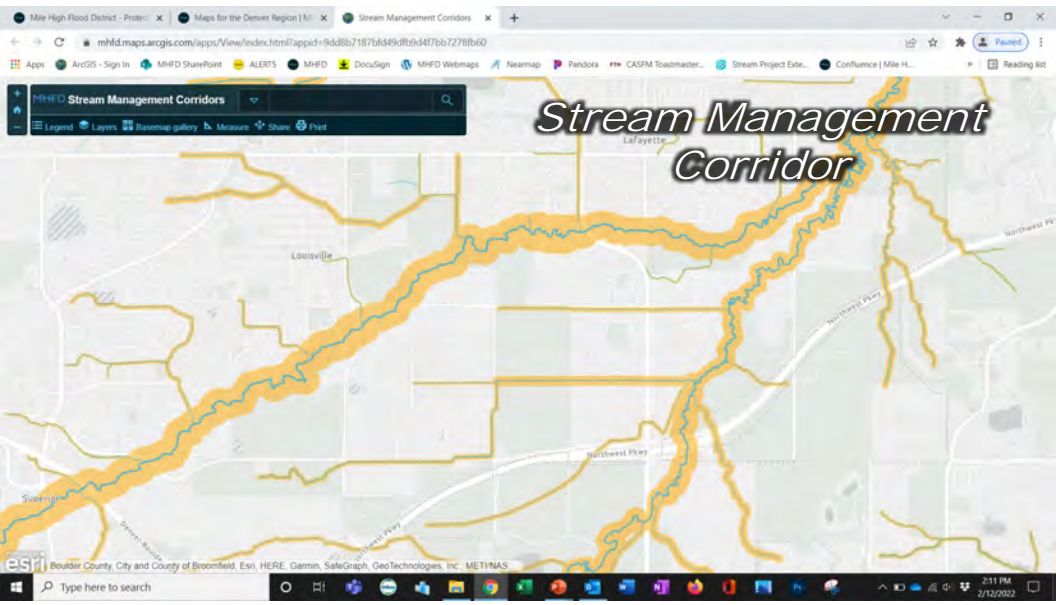 Mile High Flood District - Protec
Maps for the Denver Region | Mi
Stream Management Corridors
mhfd.maps.arcgis.com/apps/View/index.html?appid=9dd8b7187bfd49dfb9d4f7bb7278fb60
Paused
Apps
ArcGIS - Sign In
MHFD SharePoint
ALERT5
MHFD
DocuSign
MHFD Webmaps
Nearmap
Pandora
CASFM Toastmaster...
Stream Project Exte...
Confluence | Mile H...
Reading list
MHFD Stream Management Corridors
Legend Layers Basemap gallery Measure Share Print
Stream Management
Corridor
Lafayette
Northwest Pk
Louisville
Northwest Pkwy
Northwest Pkwy
Superior
Denver-Boulder
Northwest Pkwy
esri
Boulder County, City and County of Broomfield, Esri, HERE, Garmin, SafeGraph, GeoTechnologies, Inc., METI/NAS
Type here to search
2:11 PM
2/12/2022